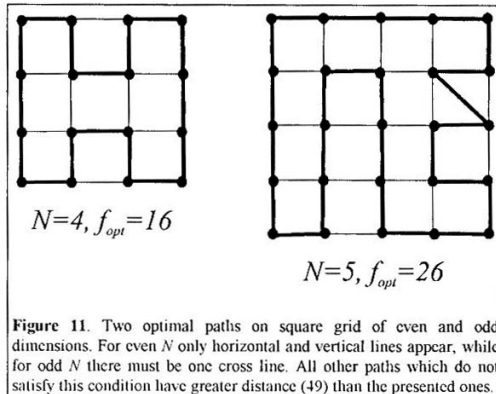 N=4, fopt=16
N=5, fopt=26
Figure 11. Two optimal paths on square grid of even and odd
dimensions. For even N only horizontal and vertical lines appear, while
for odd N there must be one cross line. All other paths which do not
satisfy this condition have greater distance (49) than the presented ones.